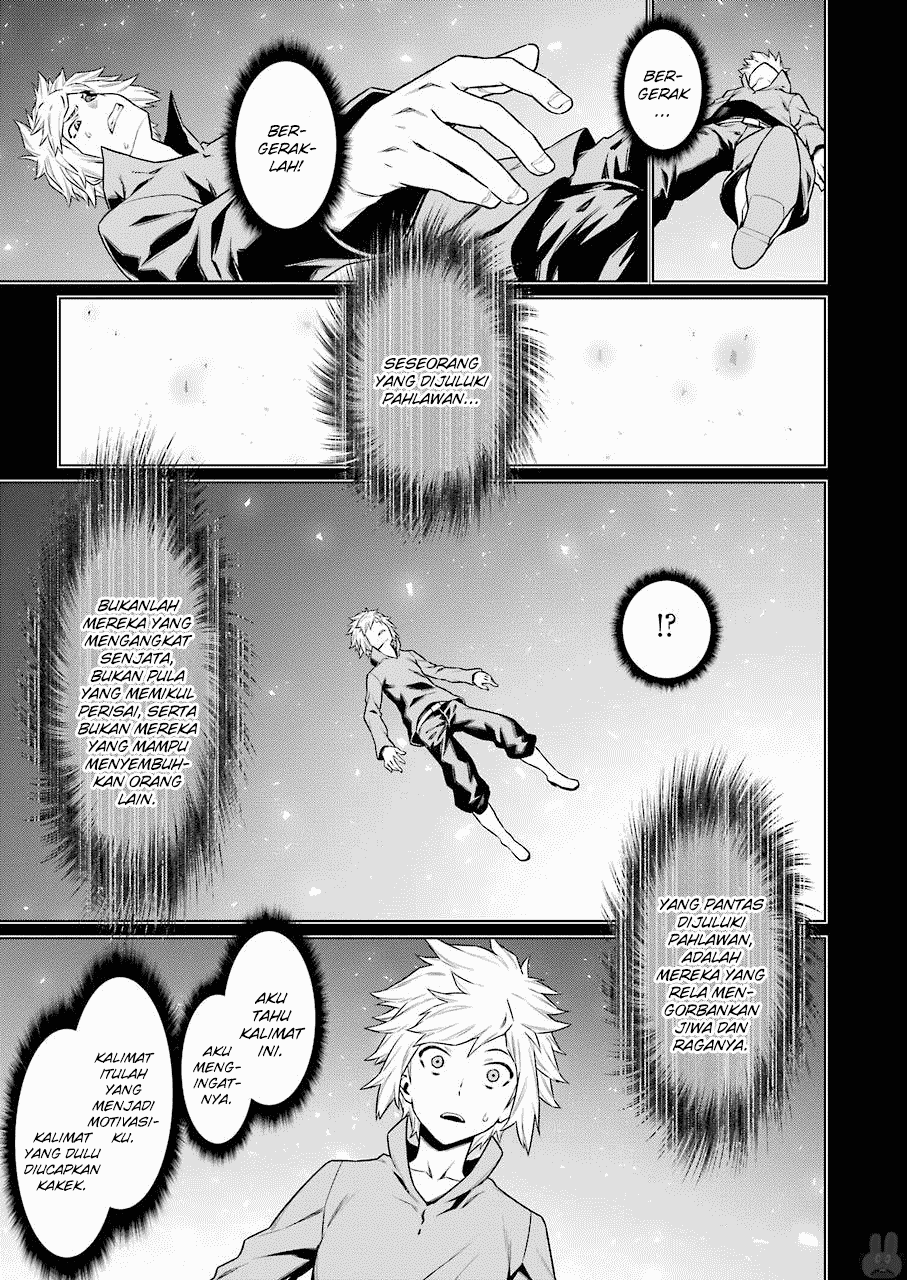 BER-
GERAK
...
BER-
GERAK-
LAH!
SESEORANG
YANG DIJULUKI
PAHLAWAN...
!?
BUKANLAH
MEREKA YANG
MENGANGKAT
SENJATA,
BUKAN PULA
YANG MEMIKUL
PERISAI, SERTA
BUKAN MEREKA
YANG MAMPU
MENYEMBUH-
KAN ORANG
LAIN.
YANG PANTAS
DIJULUKI
PAHLAWAN,
ADALAH
MEREKA YANG
RELA MEN-
GORBANKAN
JIWA DAN
RAGANYA.
AKU
TAHU
KALIMAT
INI.
AKU
MENG-
INGAT-
NYA.
KALIMAT
ITULAH
YANG
MENJADI
MOTIVASI-
KU.
KALIMAT
YANG DULU
DIUCAPKAN
KAKEK.